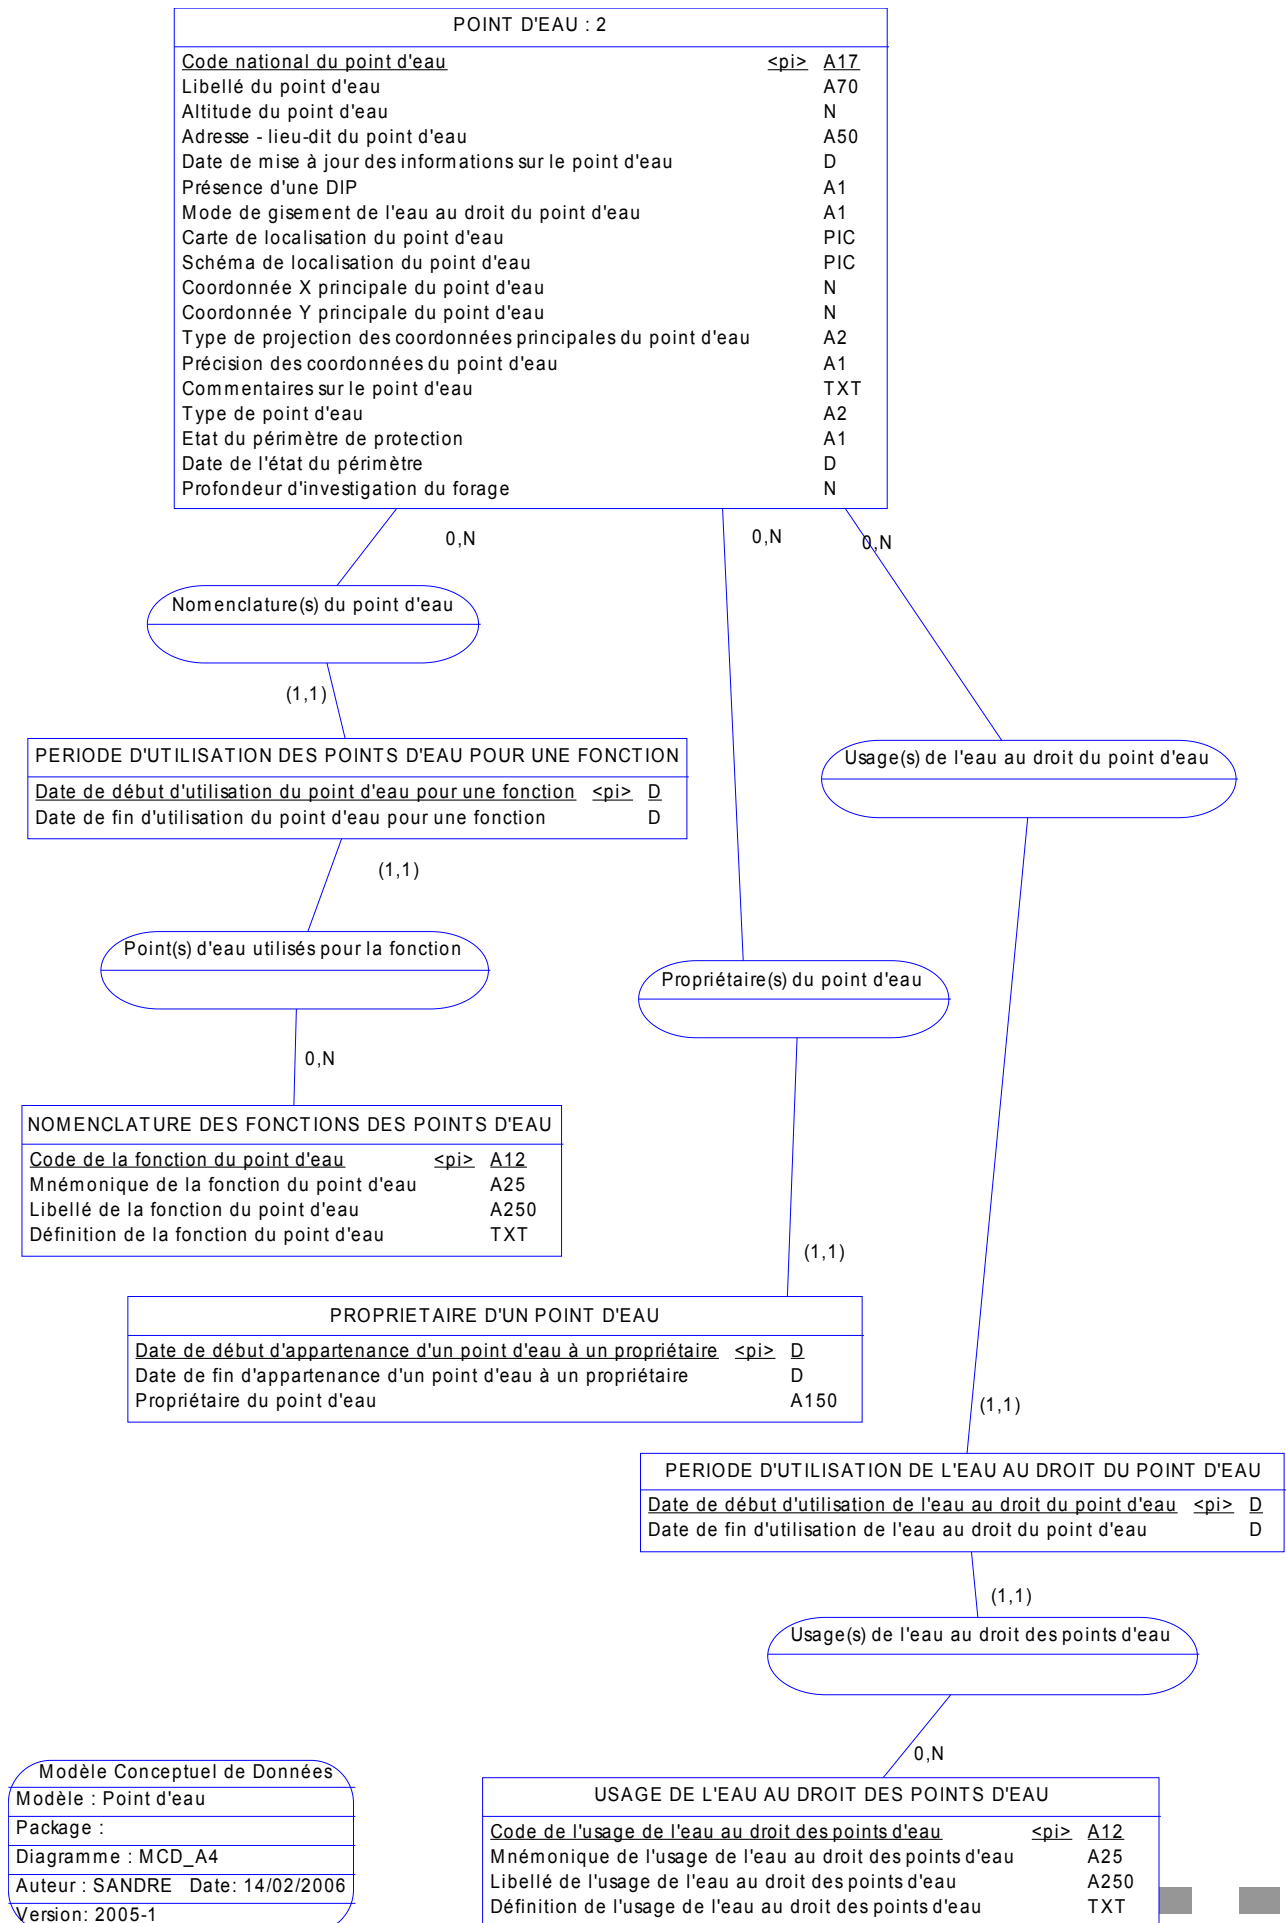 POINT D'EAU : 2
Code national du point d'eau <pi> A17
Libellé du point d'eau A70
Altitude du point d'eau N
Adresse - lieu-dit du point d'eau A50
Date de mise à jour des informations sur le point d'eau D
Présence d'une DIP A1
Mode de gisement de l'eau au droit du point d'eau A1
Carte de localisation du point d'eau PIC
Schéma de localisation du point d'eau PIC
Coordonnée X principale du point d'eau N
Coordonnée Y principale du point d'eau N
Type de projection des coordonnées principales du point d'eau A2
Précision des coordonnées du point d'eau A1
Commentaires sur le point d'eau TXT
Type de point d'eau A2
Etat du périmètre de protection A1
Date de l'état du périmètre D
Profondeur d'investigation du forage N
0,N
0,N
0,N
Nomenclature(s) du point d'eau
(1,1)
PERIODE D'UTILISATION DES POINTS D'EAU POUR UNE FONCTION
Date de début d'utilisation du point d'eau pour une fonction <pi> D
Date de fin d'utilisation du point d'eau pour une fonction D
Usage(s) de l'eau au droit du point d'eau
(1,1)
Point(s) d'eau utilisés pour la fonction
Propriétaire(s) du point d'eau
0,N
NOMENCLATURE DES FONCTIONS DES POINTS D'EAU
Code de la fonction du point d'eau <pi> A12
Mnémonique de la fonction du point d'eau A25
Libellé de la fonction du point d'eau A250
Définition de la fonction du point d'eau TXT
(1,1)
PROPRIETAIRE D'UN POINT D'EAU
Date de début d'appartenance d'un point d'eau à un propriétaire <pi> D
Date de fin d'appartenance d'un point d'eau à un propriétaire D
Propriétaire du point d'eau A150
(1,1)
PERIODE D'UTILISATION DE L'EAU AU DROIT DU POINT D'EAU
Date de début d'utilisation de l'eau au droit du point d'eau <pi> D
Date de fin d'utilisation de l'eau au droit du point d'eau D
(1,1)
Usage(s) de l'eau au droit des points d'eau
0,N
USAGE DE L'EAU AU DROIT DES POINTS D'EAU
Code de l'usage de l'eau au droit des points d'eau <pi> A12
Mnémonique de l'usage de l'eau au droit des points d'eau A25
Libellé de l'usage de l'eau au droit des points d'eau A250
Définition de l'usage de l'eau au droit des points d'eau TXT
Modèle Conceptuel de Données
Modèle : Point d'eau
Package :
Diagramme : MCD_A4
Auteur : SANDRE Date: 14/02/2006
Version: 2005-1